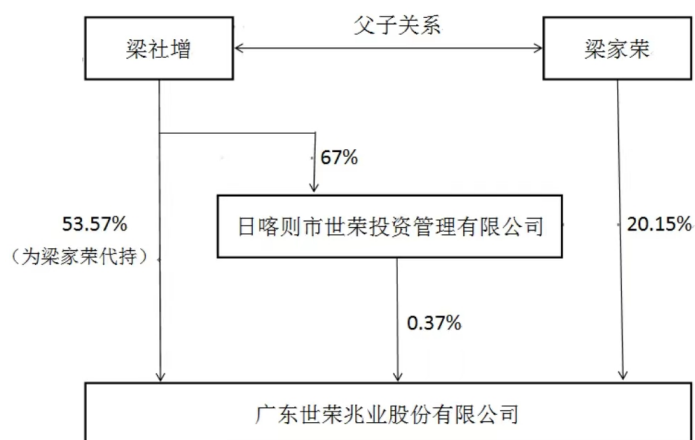 父子关系
梁社增
梁家荣
67%
53.57%
（为梁家荣代持）
日喀则市世荣投资管理有限公司
20.15%
0.37%
广东世荣兆业股份有限公司